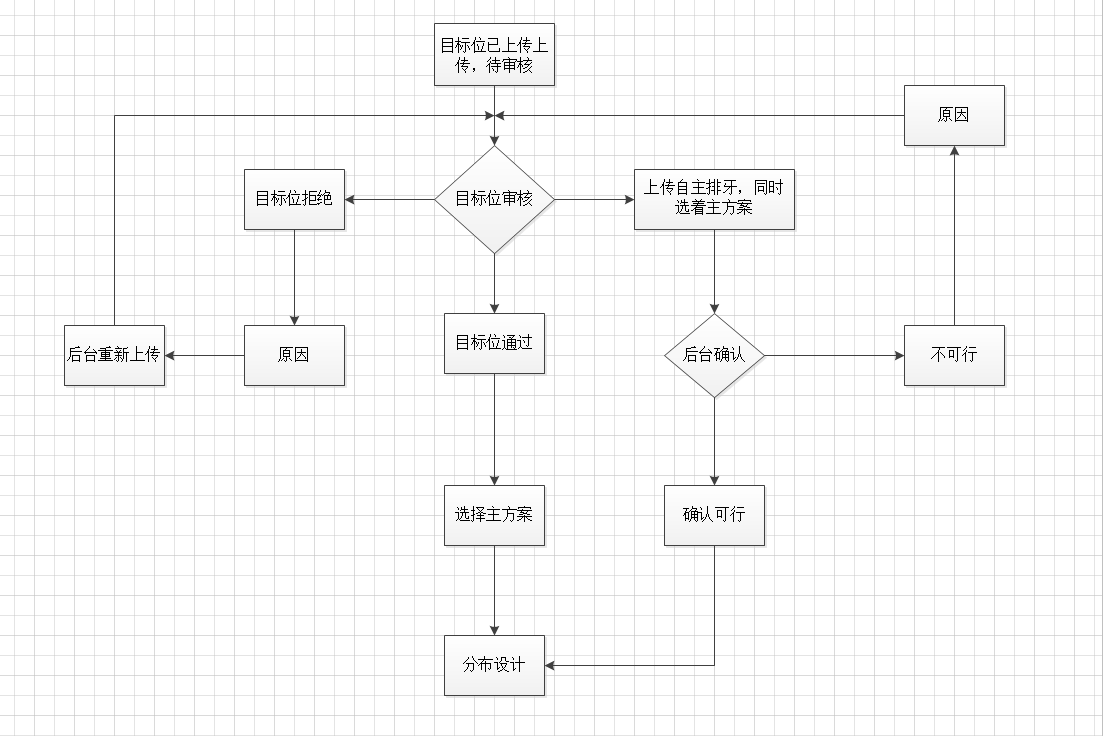 目标位已上传上
传，待审核
原因
目标位拒绝
目标位审核
上传自主排牙，同时
选着主方案
后台重新上传
原因
目标位通过
后台确认
不可行
选择主方案
确认可行
分布设计